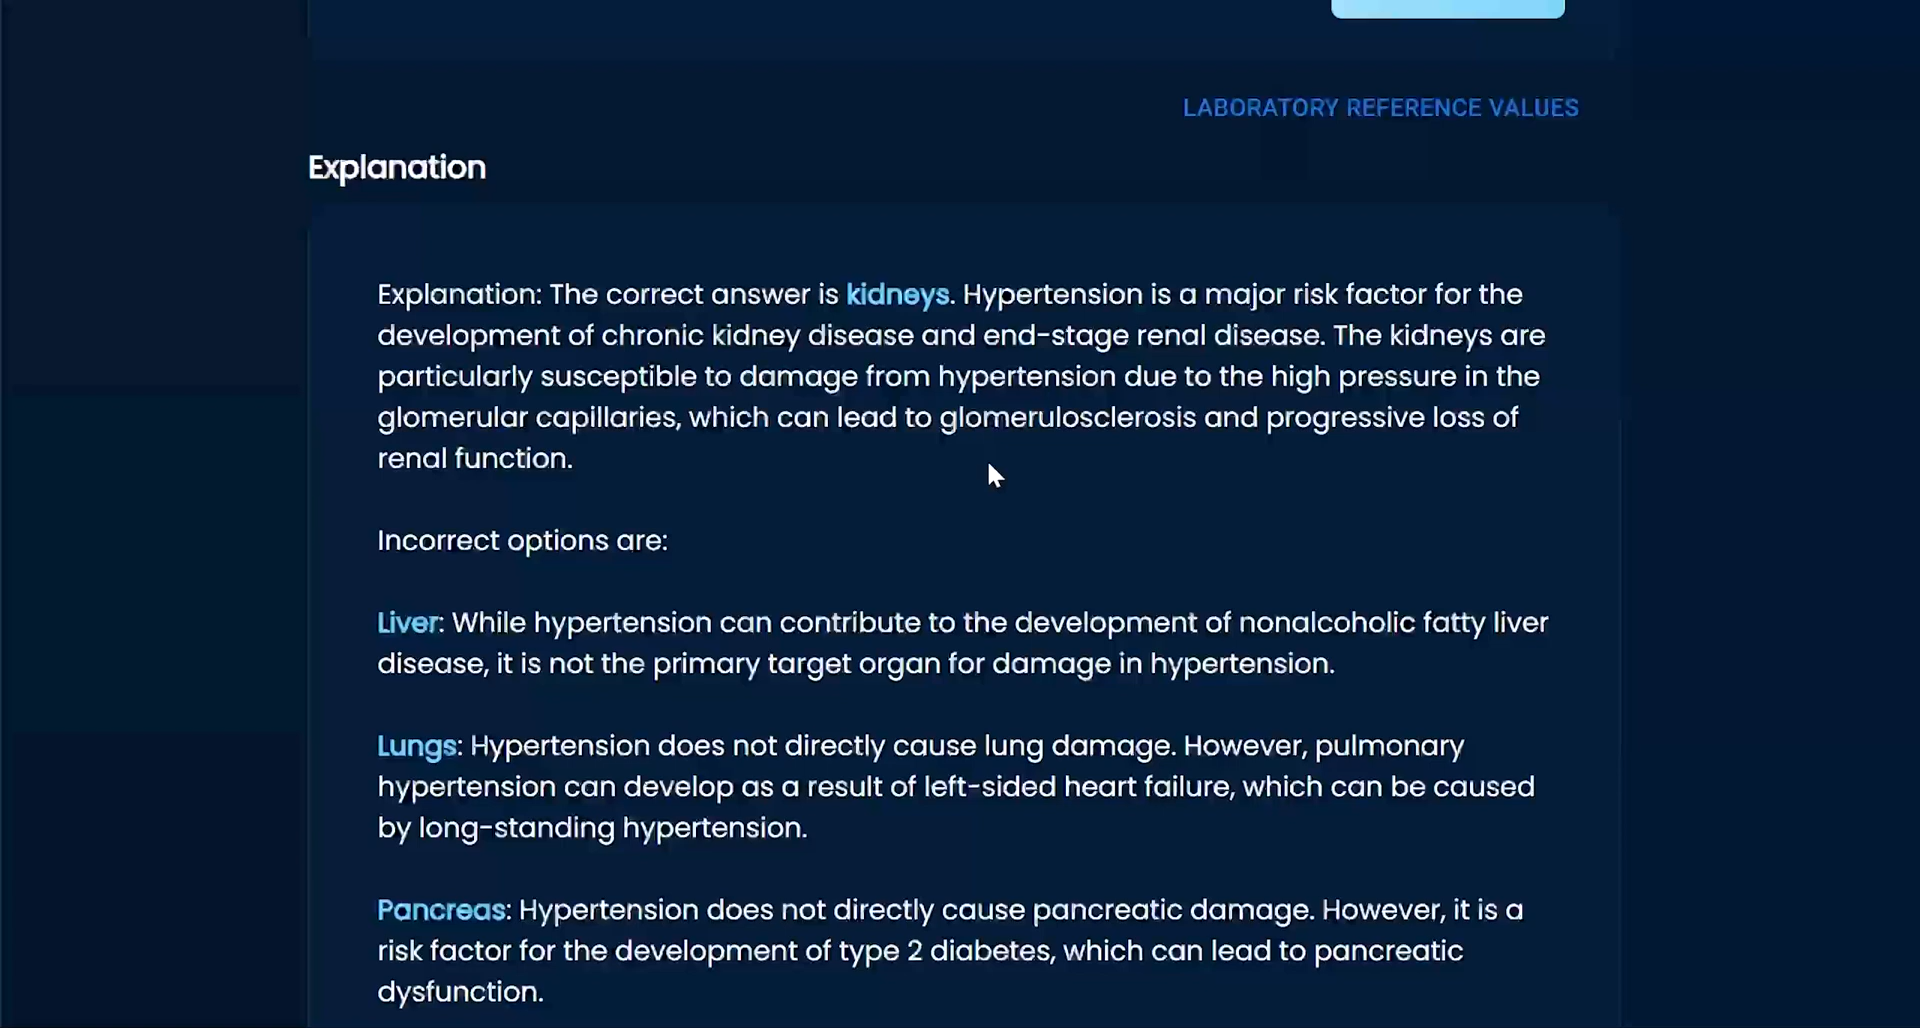 LABORATORY REFERENCE VALUES
Explanation
Explanation: The correct answer is kidneys. Hypertension is a major risk factor for the
development of chronic kidney disease and end-stage renal disease. The kidneys are
particularly susceptible to damage from hypertension due to the high pressure in the
glomerular capillaries, which can lead to glomerulosclerosis and progressive loss of
renal function.
Incorrect options are:
Liver: While hypertension can contribute to the development of nonalcoholic fatty liver
disease, it is not the primary target organ for damage in hypertension.
Lungs: Hypertension does not directly cause lung damage. However, pulmonary
hypertension can develop as a result of left-sided heart failure, which can be caused
by long-standing hypertension.
Pancreas: Hypertension does not directly cause pancreatic damage. However, it is a
risk factor for the development of type 2 diabetes, which can lead to pancreatic
dysfunction.